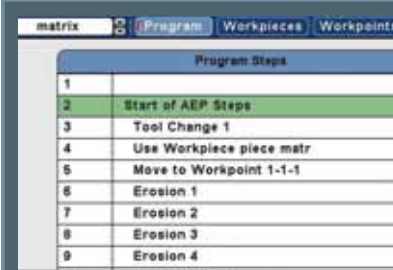 matrix Program Workpieces Workpoints
Program Steps
1
2 Start of AEP Steps
3 Tool Change 1
4 Use Workpiece piece matr
5 Move to Workpoint 1-1-1
6 Erosion 1
7 Erosion 2
8 Erosion 3
9 Erosion 4